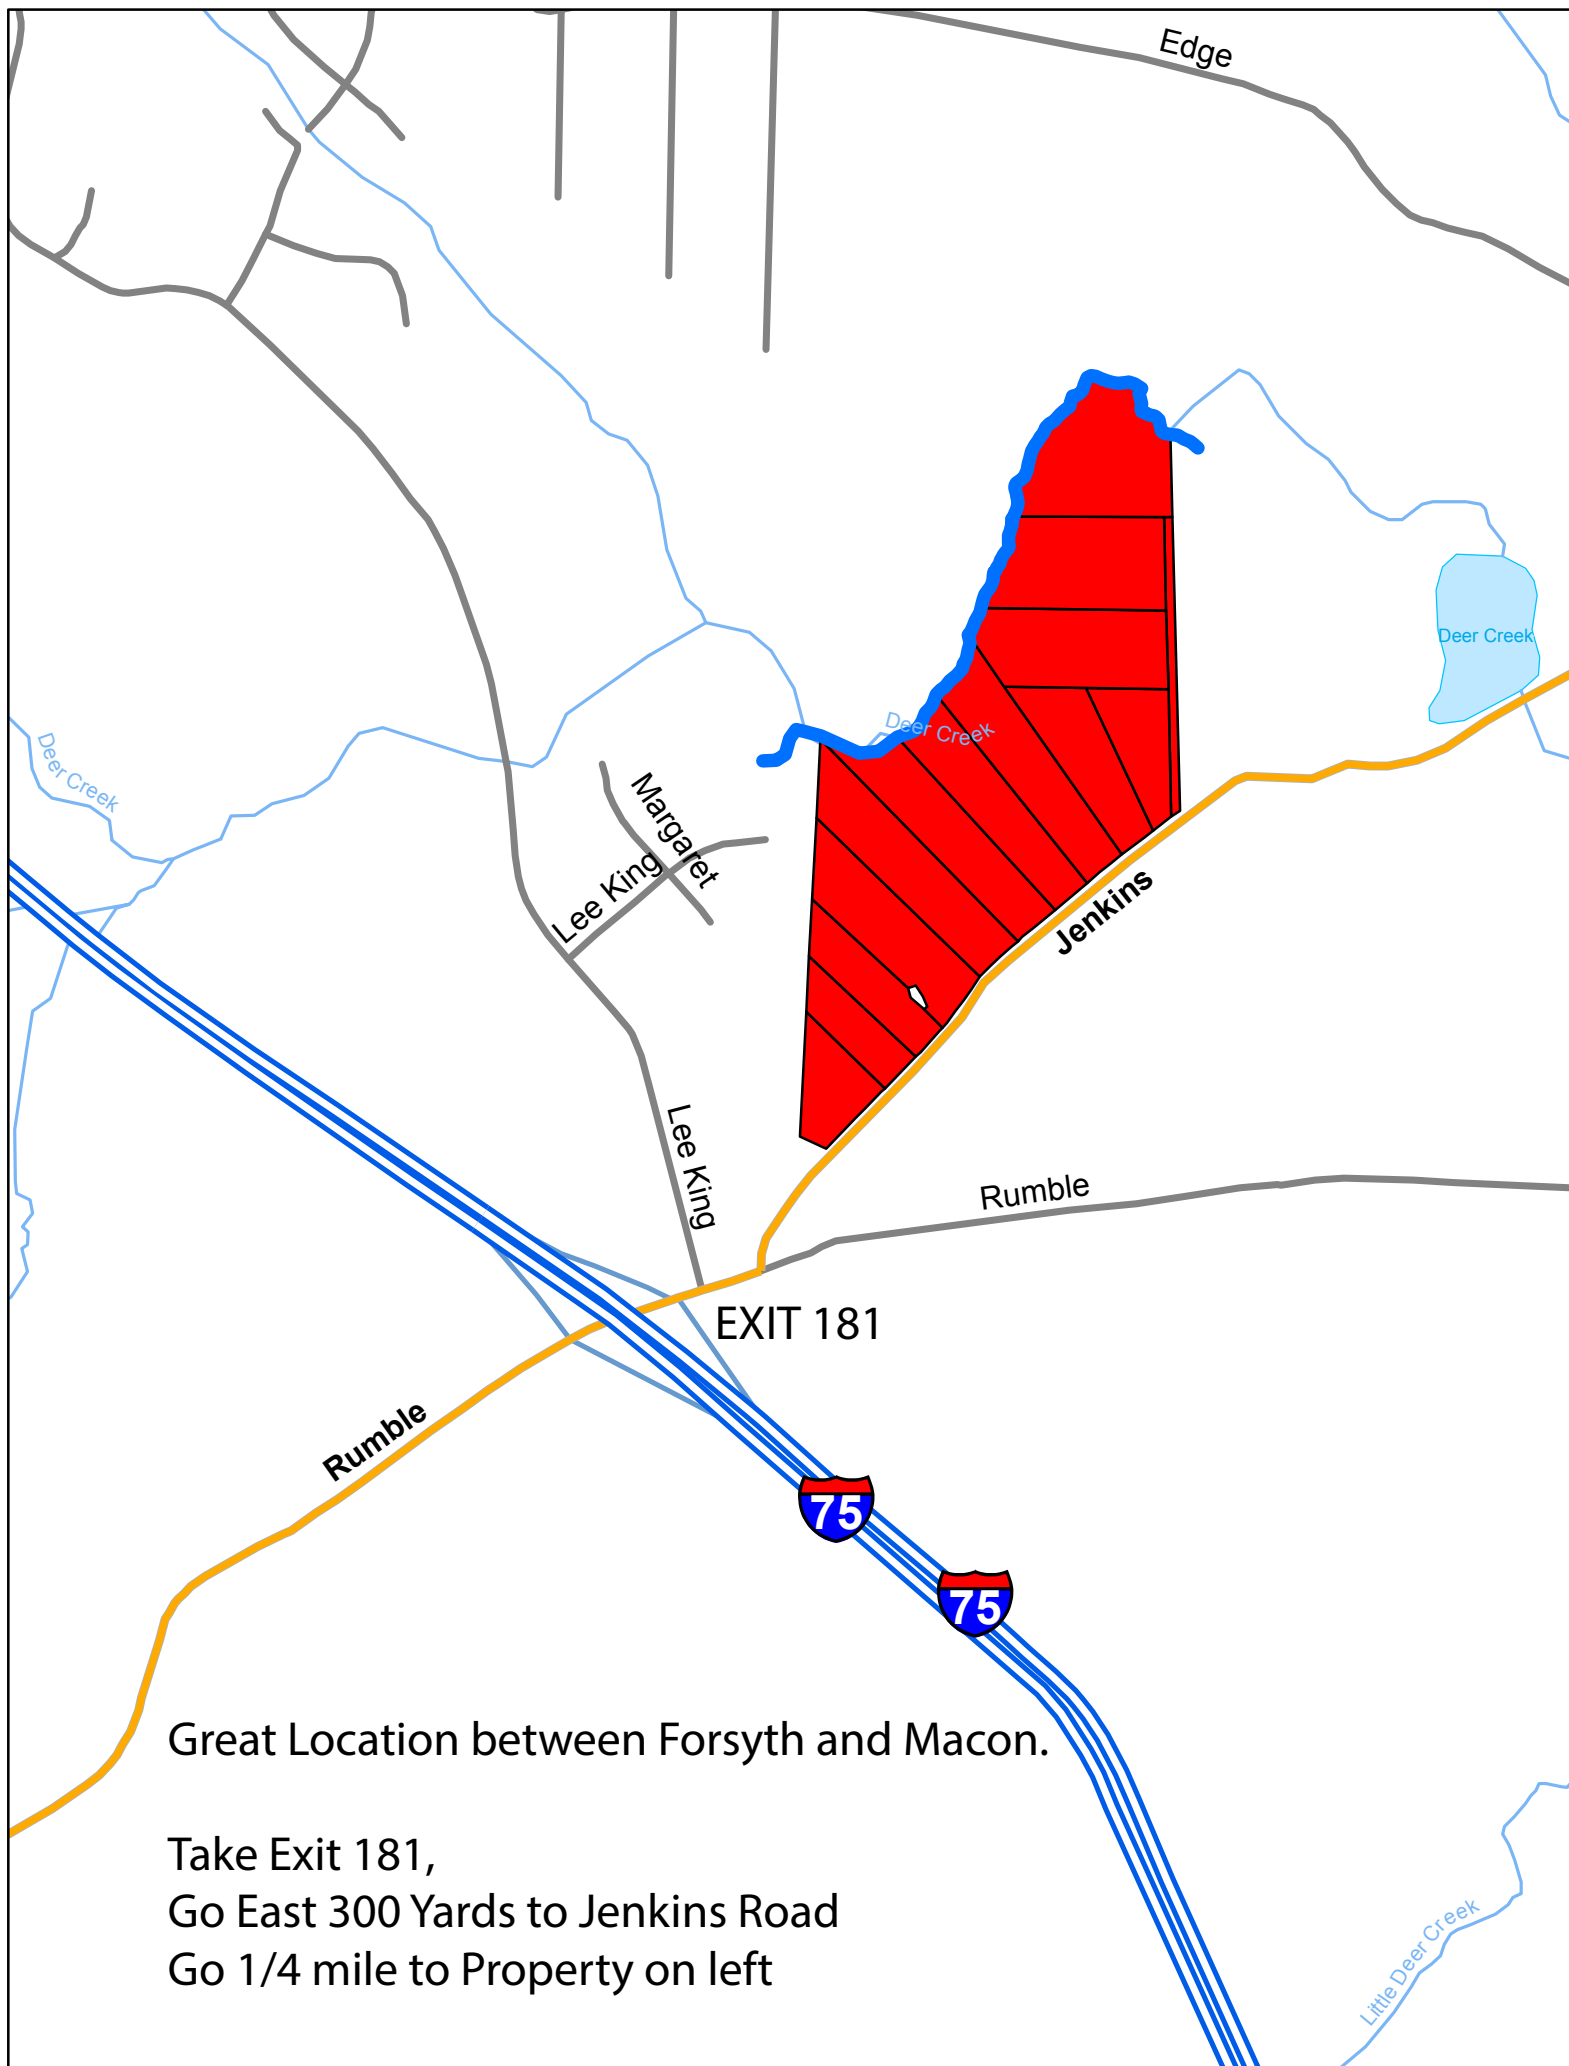 Edge
Deer Creek
Deer Creek
Deer Creek
Margaret
Lee King
Jenkins
Lee King
Rumble
EXIT 181
Rumble
75
75
Great Location between Forsyth and Macon.
Take Exit 181,
Go East 300 Yards to Jenkins Road
Go 1/4 mile to Property on left
Little Deer Creek